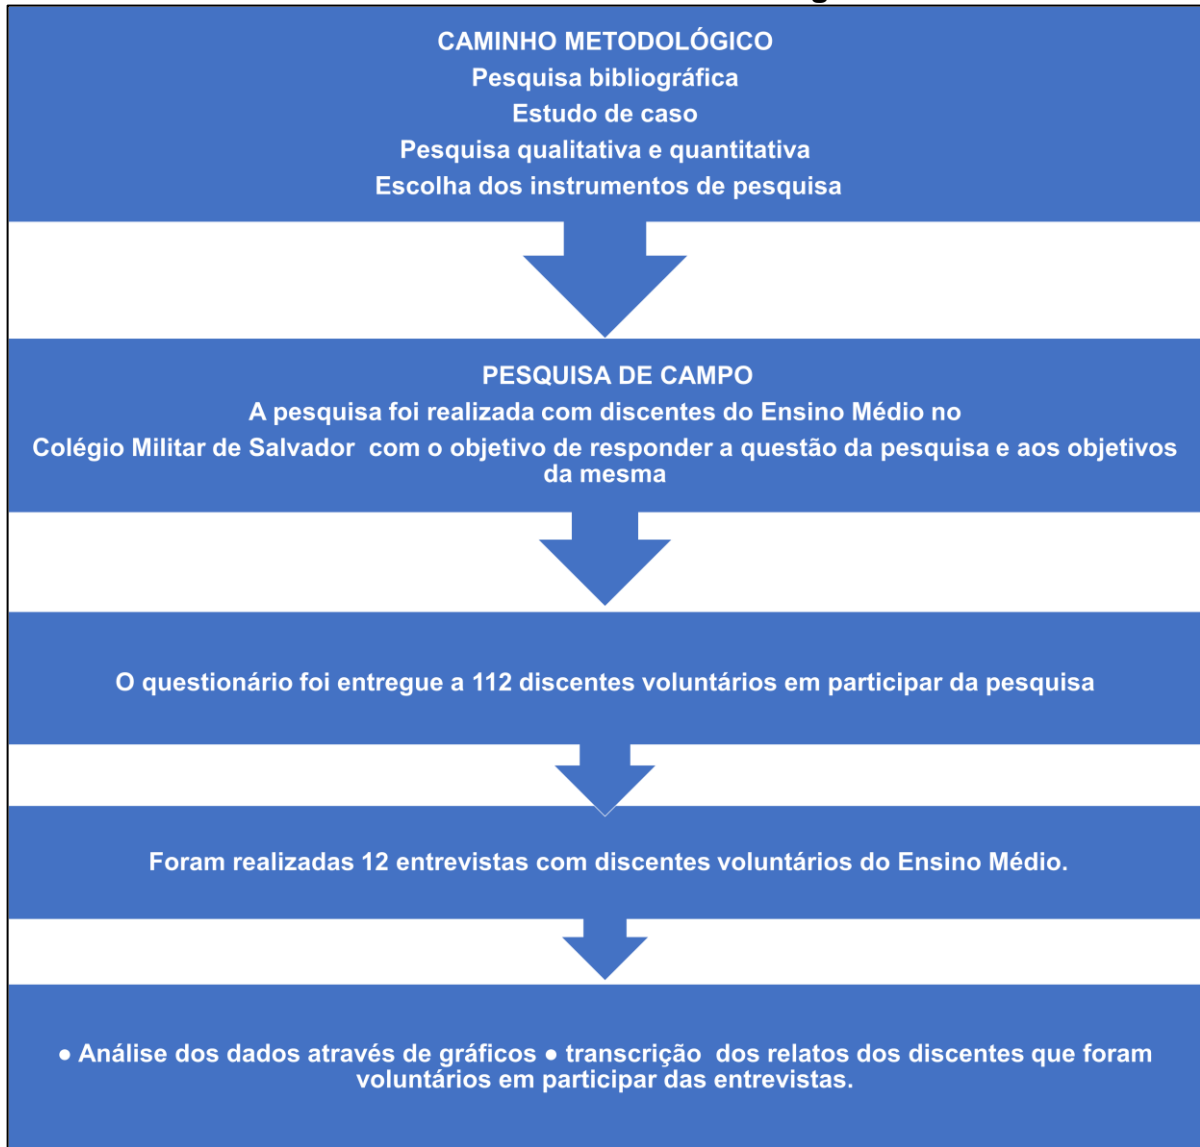 CAMINHO METODOLÓGICO
Pesquisa bibliográfica
Estudo de caso
Pesquisa qualitativa e quantitativa
Escolha dos instrumentos de pesquisa
PESQUISA DE CAMPO
A pesquisa foi realizada com discentes do Ensino Médio no
Colégio Militar de Salvador com o objetivo de responder a questão da pesquisa e aos objetivos
da mesma
O questionário foi entregue a 112 discentes voluntários em participar da pesquisa
Foram realizadas 12 entrevistas com discentes voluntários do Ensino Médio.
● Análise dos dados através de gráficos ● transcrição dos relatos dos discentes que foram
voluntários em participar das entrevistas.